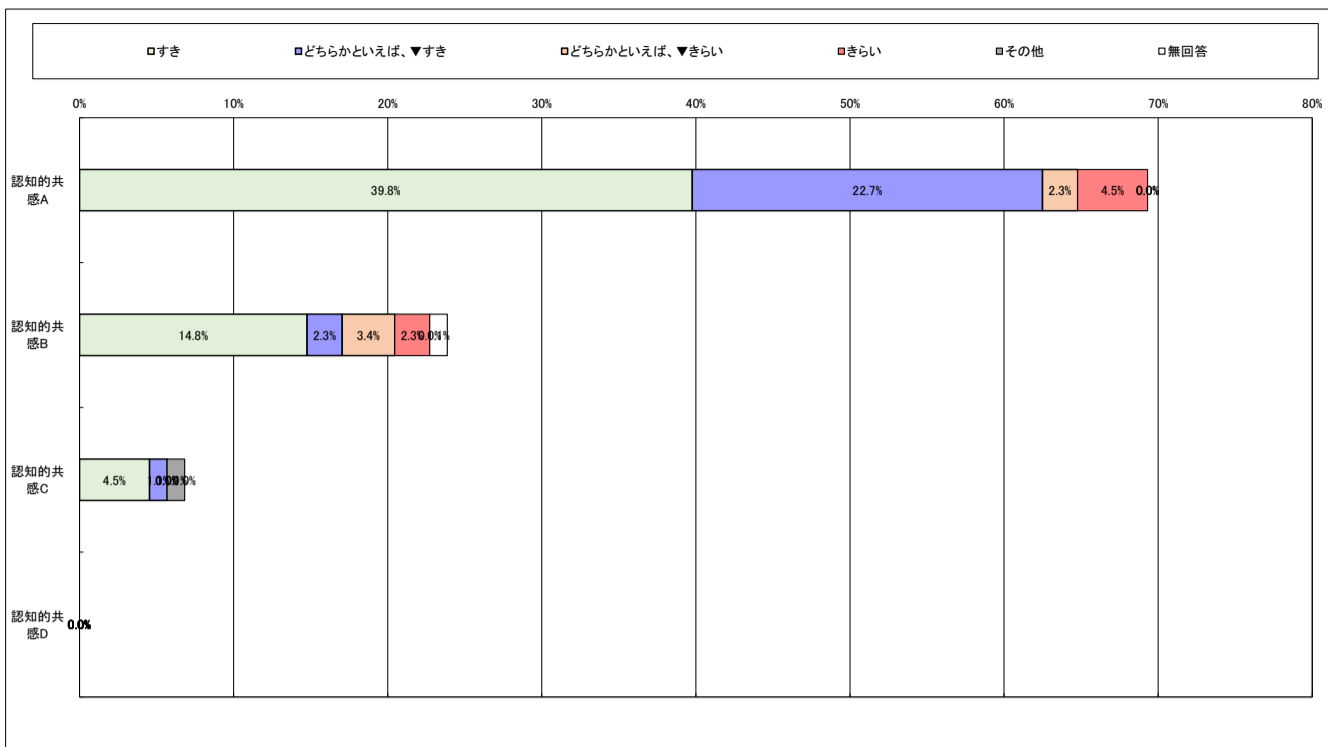 すき どちらかといえば、▼すき どちらかといえば、▼きらい きらい その他 無回答
0% 10% 20% 30% 40% 50% 60% 70% 80%
認知的共
感A
39.8% 22.7% 2.3% 4.5% 0.0%
認知的共
感B
14.8% 2.3% 3.4% 2.3%
認知的共
感C
4.5%
認知的共
感D
0.0%